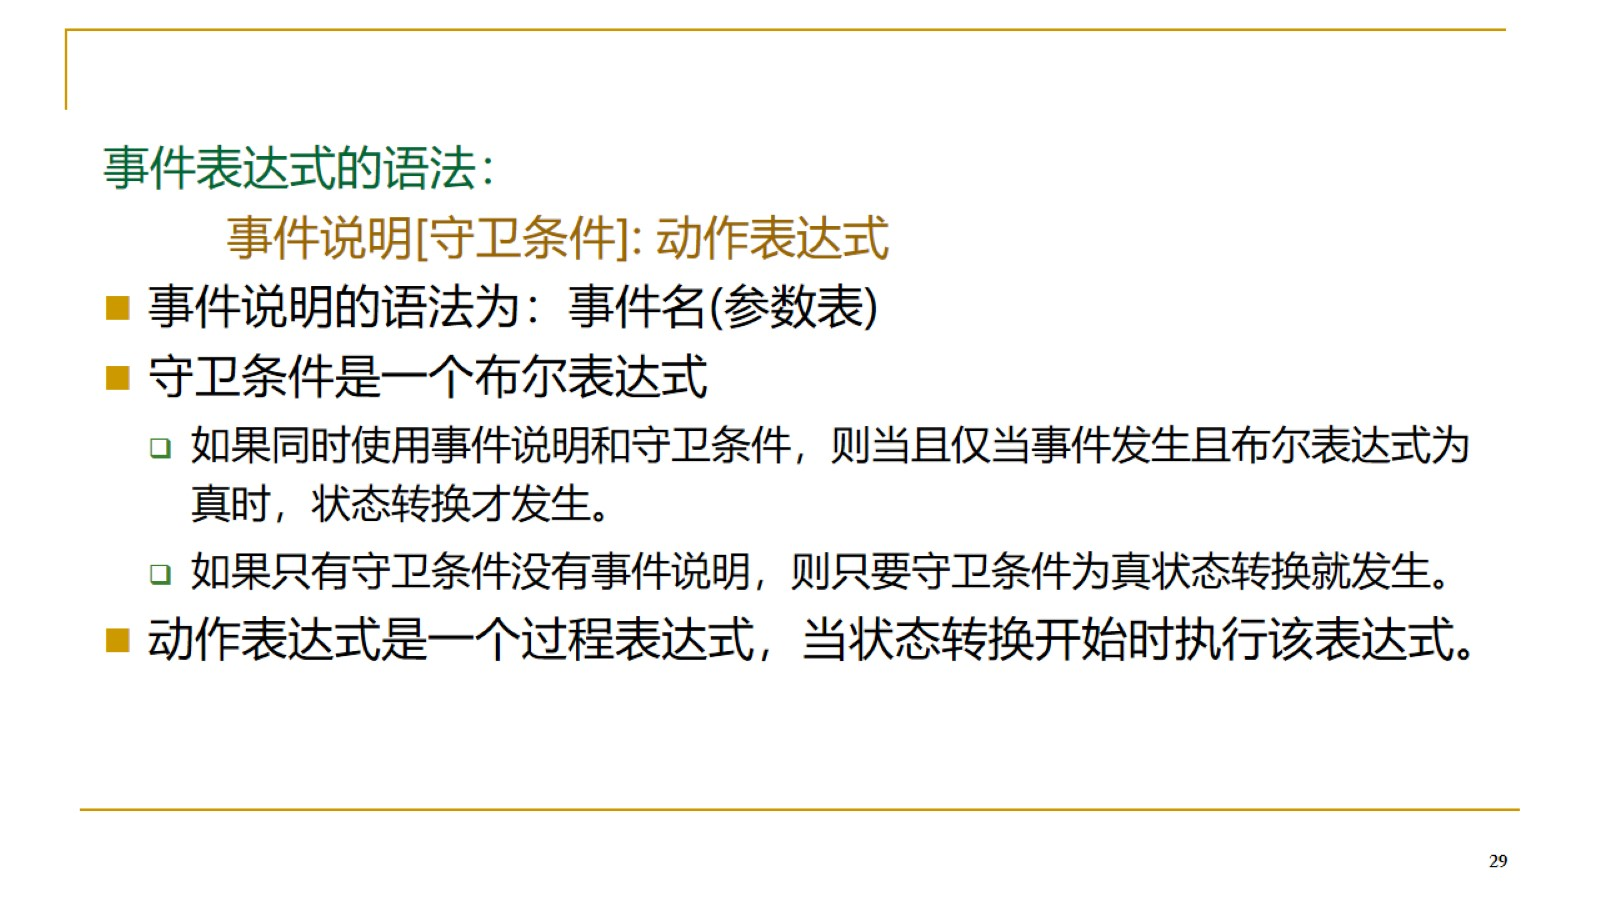 事件表达式的语法：
事件说明[守卫条件]: 动作表达式
事件说明的语法为：事件名(参数表)
守卫条件是一个布尔表达式
如果同时使用事件说明和守卫条件，则当且仅当事件发生且布尔表达式为
真时，状态转换才发生。
如果只有守卫条件没有事件说明，则只要守卫条件为真状态转换就发生。
动作表达式是一个过程表达式，当状态转换开始时执行该表达式。
29